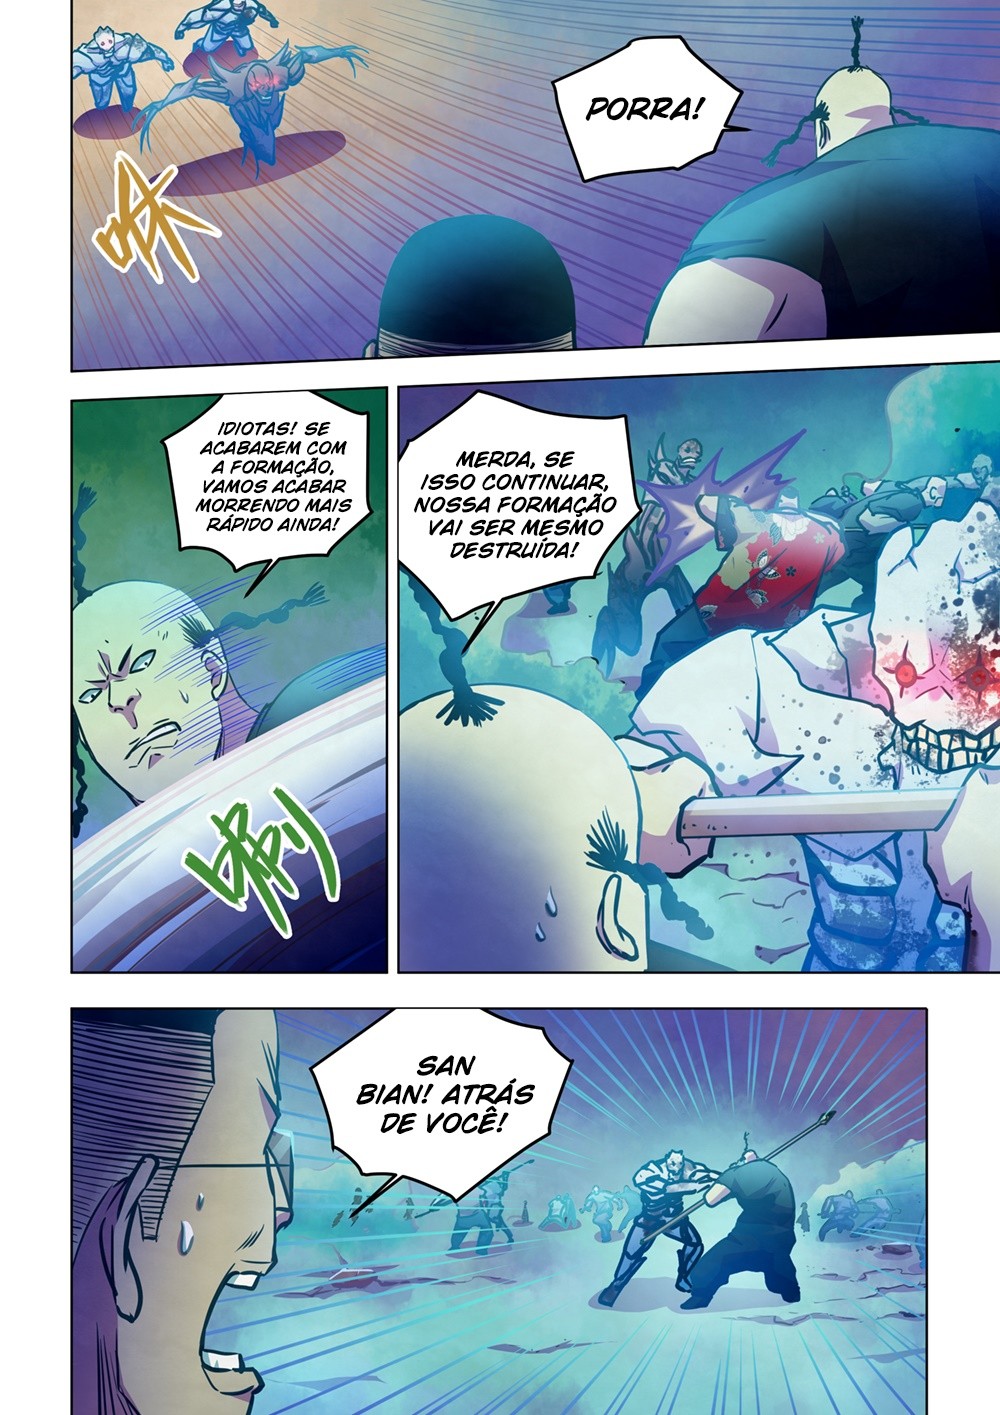 PORRA!
IDIOTAS! SE
ACABAREM COM
A FORMAÇÃO,
VAMOS ACABAR
MORRENDO MAIS
RÁPIDO AINDA!
MERDA, SE
ISSO CONTINUAR,
NOSSA FORMAÇÃO
VAI SER MESMO
DESTRUÍDA!
SAN
BIAN! ATRÁS
DE VOCÊ!